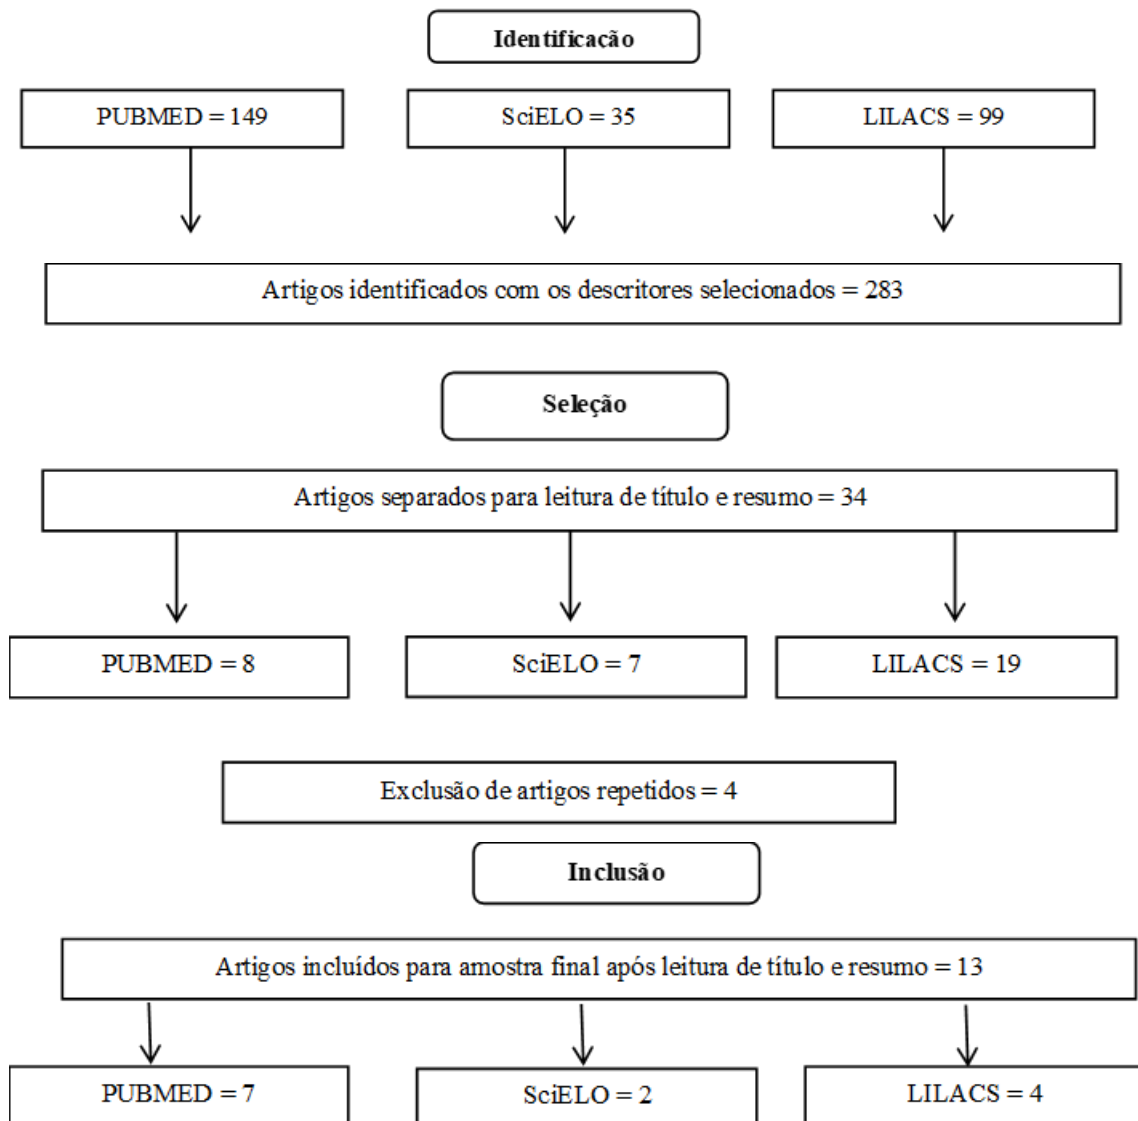 Identificação
PUBMED = 149
SciELO = 35
LILACS = 99
Artigos identificados com os descritores selecionados = 283
Seleção
Artigos separados para leitura de título e resumo = 34
PUBMED = 8
SciELO = 7
LILACS = 19
Exclusão de artigos repetidos = 4
Inclusão
Artigos incluídos para amostra final após leitura de título e resumo = 13
PUBMED = 7
SciELO = 2
LILACS = 4